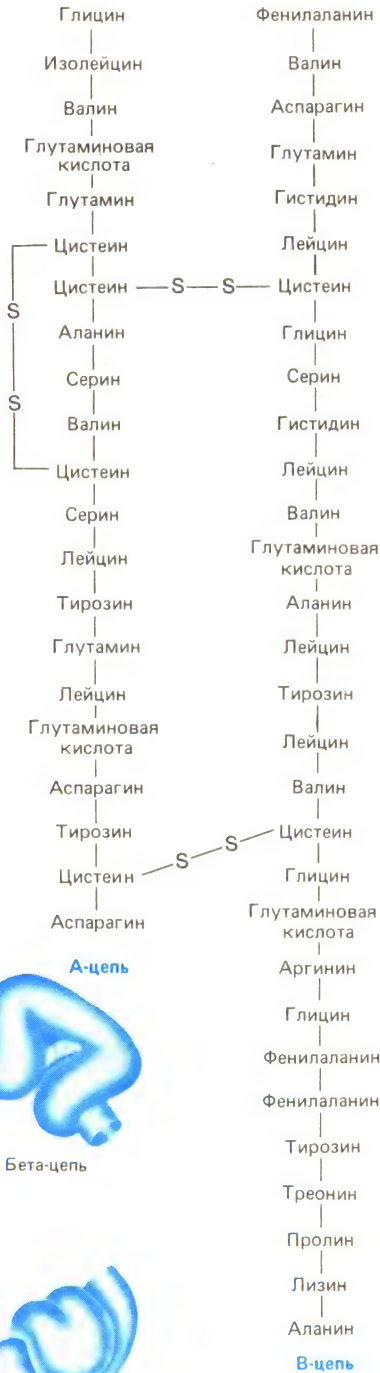 Глицин
Изолейцин
Валин
Глутаминовая
кислота
Глутамин
Цистеин
Цистеин
Аланин
Серин
Валин
Цистеин
Серин
Лейцин
Тирозин
Глутамин
Лейцин
Глутаминовая
кислота
Аспарагин
Тирозин
Цистеин
Аспарагин
А-цепь
S
S
S
S
S
S
Фенилаланин
Валин
Аспарагин
Глутамин
Гистидин
Лейцин
Цистеин
Глицин
Серин
Гистидин
Лейцин
Валин
Глутаминовая
кислота
Аланин
Лейцин
Тирозин
Лейцин
Валин
Цистеин
Глицин
Глутаминовая
кислота
Аргинин
Глицин
Фенилаланин
Фенилаланин
Тирозин
Треонин
Пролин
Лизин
Аланин
В-цепь
Бета-цепь